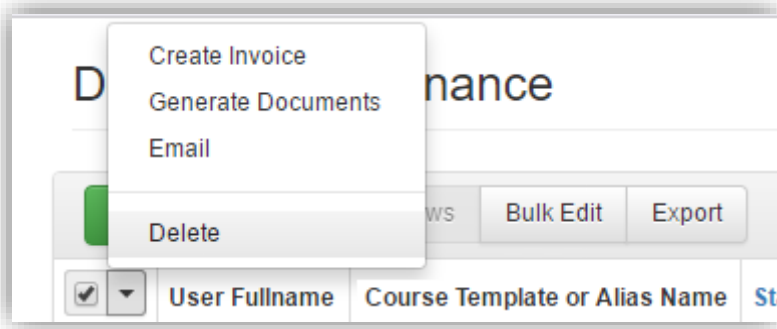 Create Invoice
D nance
Generate Documents
Email
Delete
ws Bulk Edit Export
User Fullname Course Template or Alias Name St